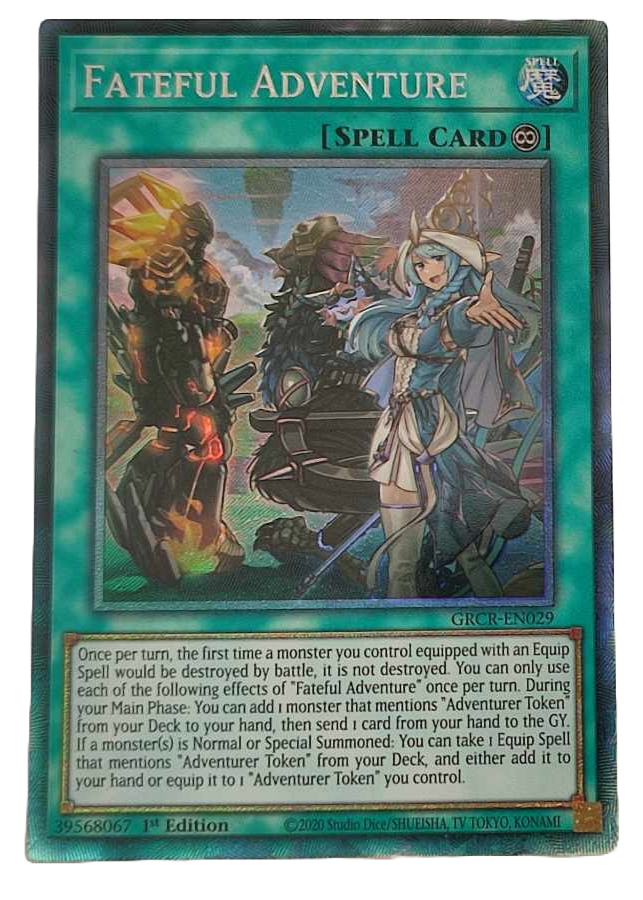 FATEFUL ADVENTURE
SPELL
魔
[SPELL CARD♾]
GRCR-EN029
Once per turn, the first time a monster you control equipped with an Equip
Spell would be destroyed by battle, it is not destroyed. You can only use
each of the following effects of "Fateful Adventure" once per turn. During
your Main Phase: You can add 1 monster that mentions "Adventurer Token"
from your Deck to your hand, then send 1 card from your hand to the GY.
If a monster(s) is Normal or Special Summoned: You can take 1 Equip Spell
that mentions "Adventurer Token" from your Deck, and either add it to
your hand or equip it to 1 "Adventurer Token" you control.
39568067 1st Edition ©2020 Studio Dice/SHUEISHA, TV TOKYO, KONAMI